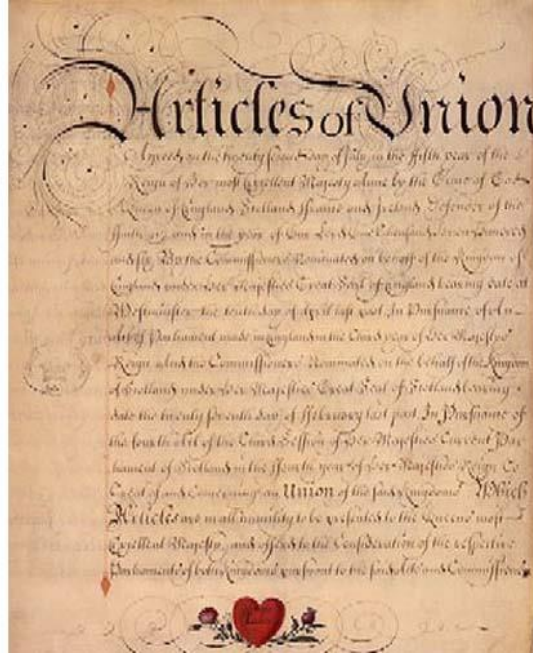 Articles of Union
Agreed on the twenty second day of July in the fifth year of the
Reign of Her most Excellent Majesty Anne by the Grace of God
Queen of England Scotland France and Ireland Defender of the
Faith &c and in the year of Our Lord One thousand Seven hundred
and six By the Commissioners Nominated on behalf of the Kingdom of
England under Her Majesties Great Seal of England bearing date at
Westminster the tenth day of April last past In Pursuance of
Parliament made in England in the third year of Her Majesties
Reign and the Commissioners Nominated on the behalf of the Kingdom
of Scotland under Her Majesties Great Seal of Scotland bearing
date the twenty seventh day of February last past In Pursuance of
the fourth Act of the third Session of Her Majesties Current Par
liament of Scotland in the fourth year of Her Majesties Reign to
Treat of and Concerning an Union of the said Kingdoms Which
Articles are in all humility to be presented to the Queens most
Excellent Majesty and offered to the Consideration of the respective
Parliaments of both Kingdoms pursuant to the said Acts and Commissions